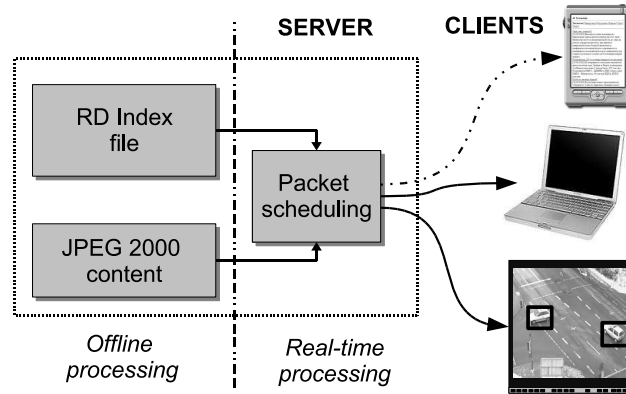 SERVER
CLIENTS
RD Index
file
Packet
scheduling
JPEG 2000
content
Offline
processing
Real-time
processing